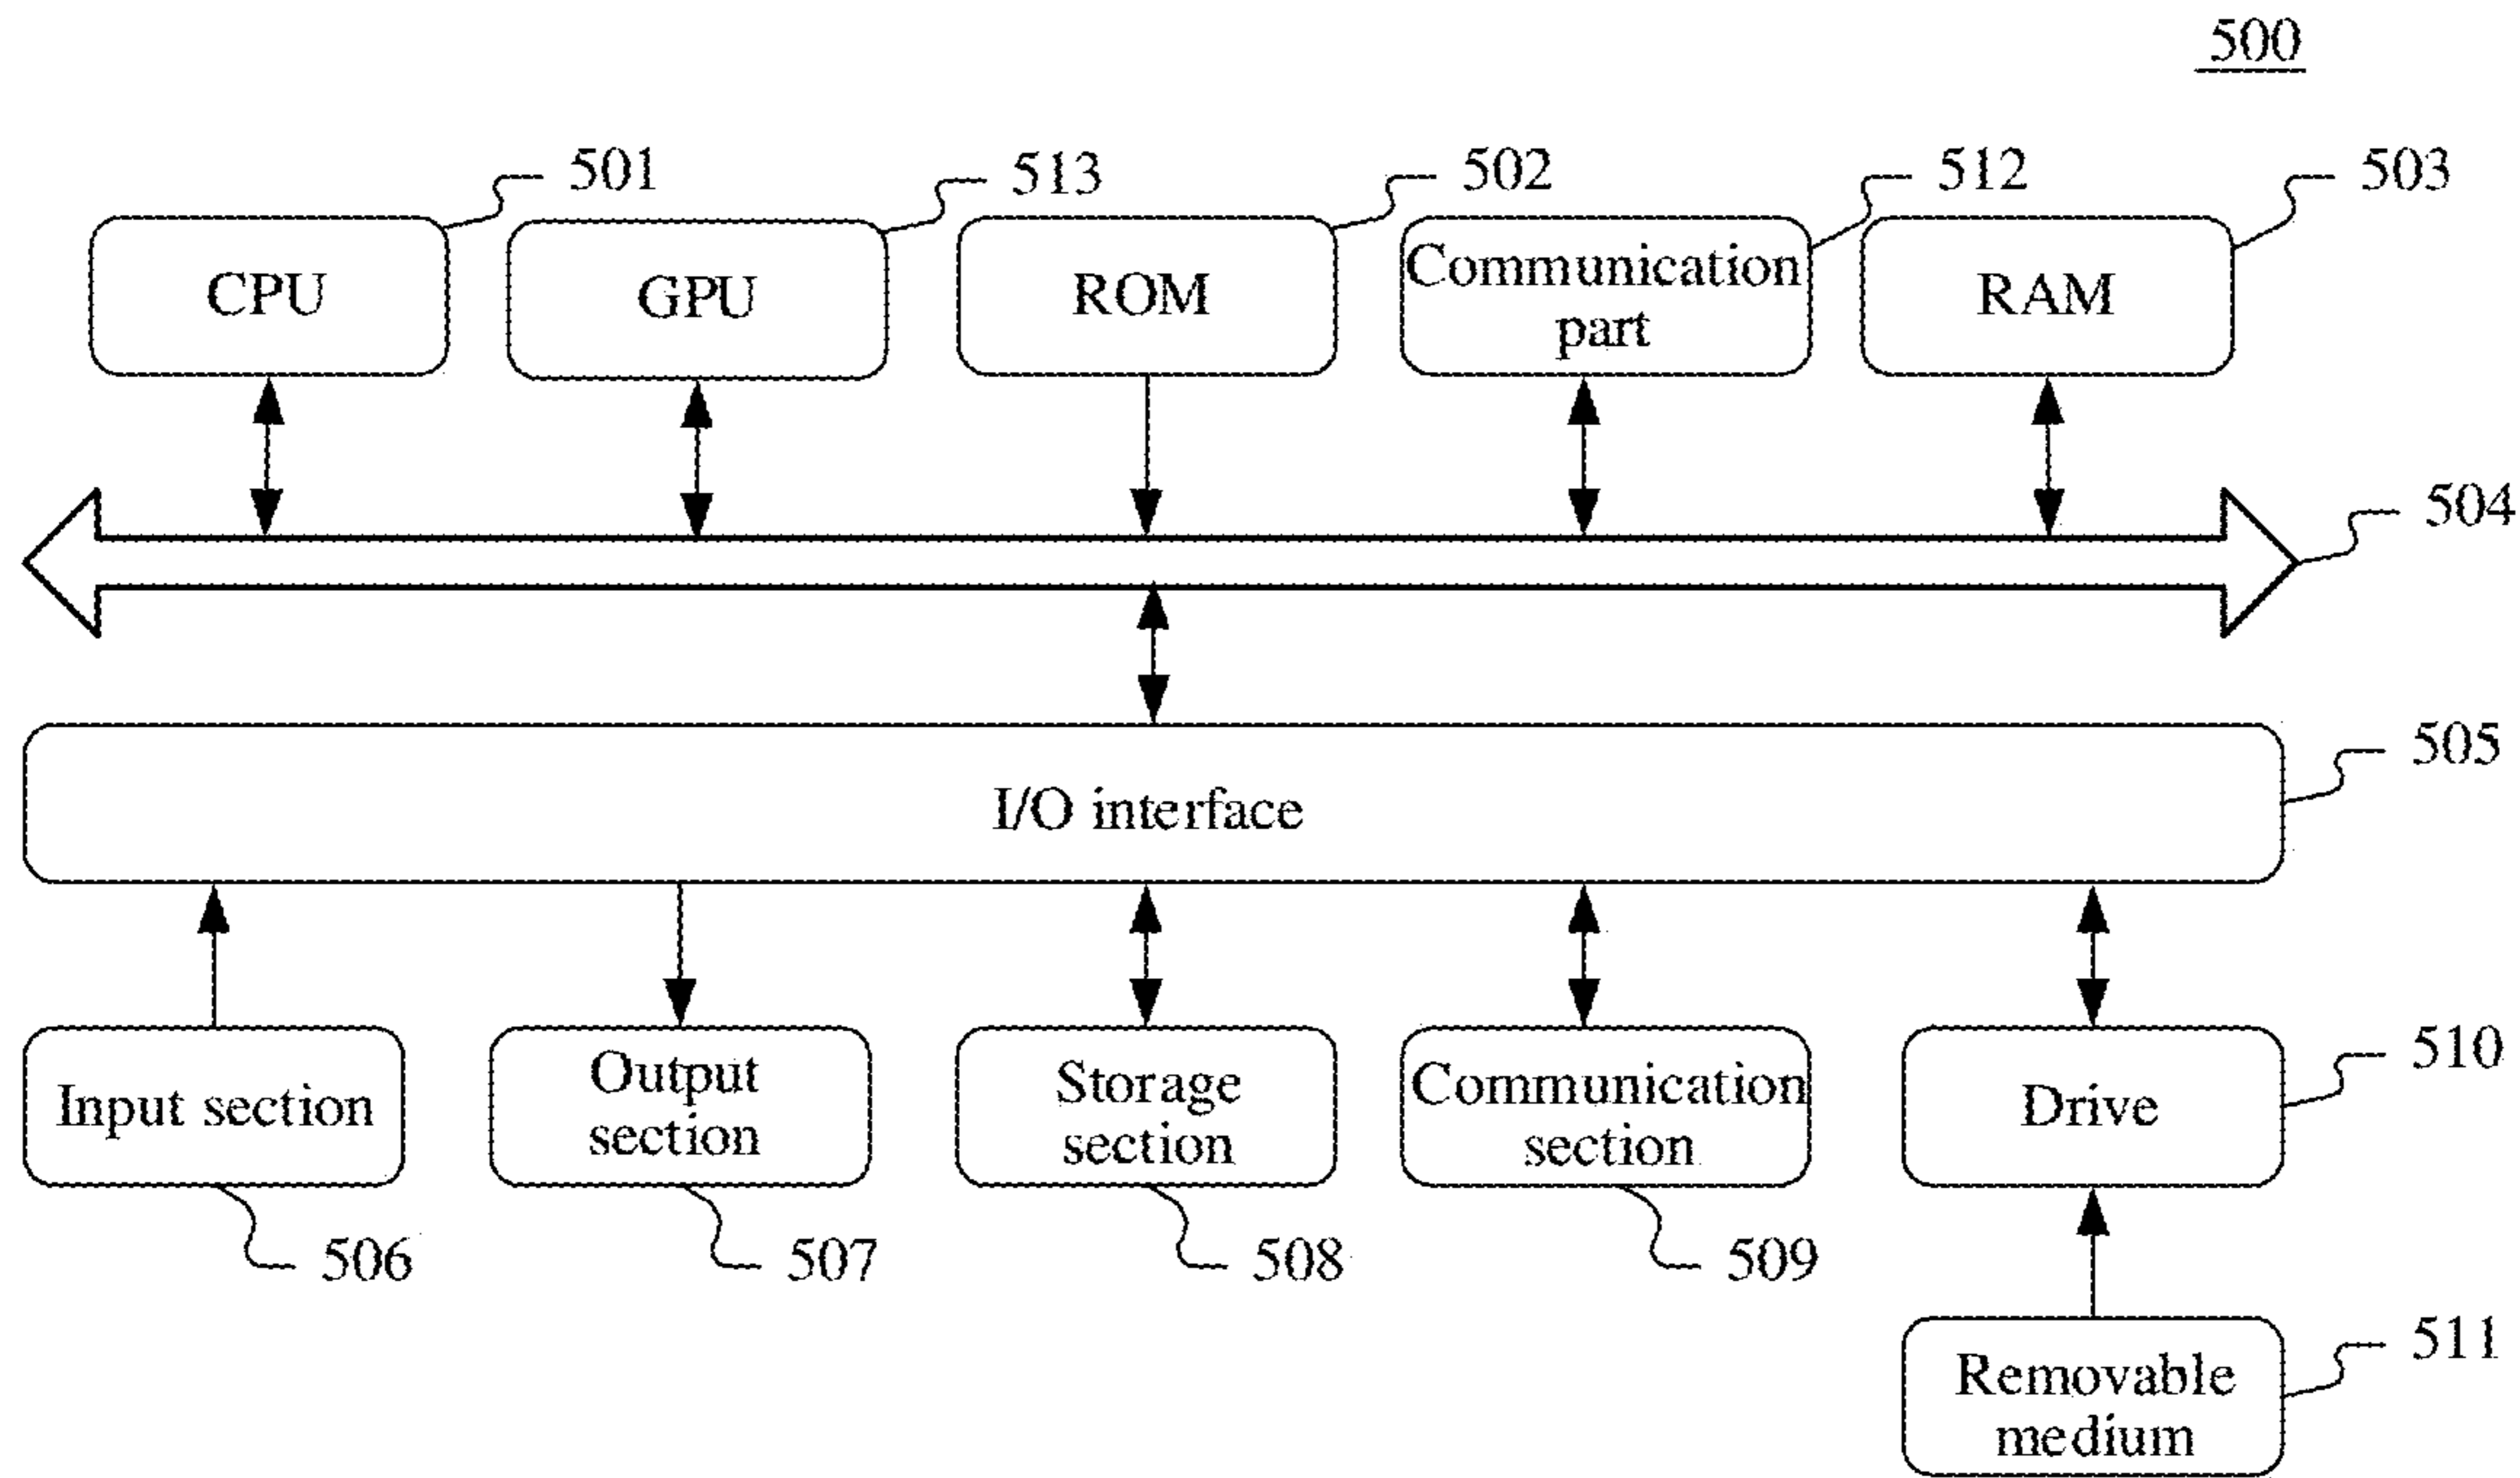 500
501
513
502
512
503
CPU
GPU
ROM
Communication
part
RAM
504
505
I/O interface
510
Input section
Output
section
Storage
section
Communication
section
Drive
506
507
508
509
511
Removable
medium